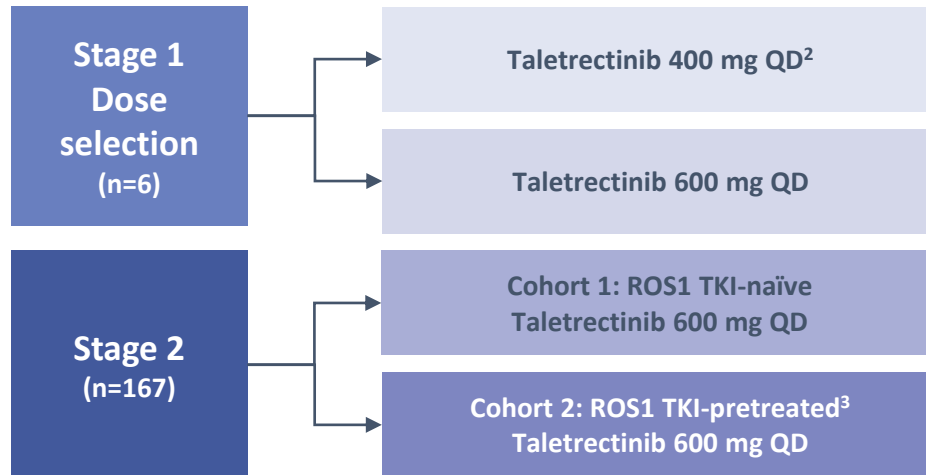 Stage 1
Dose
selection
(n=6)
Taletrectinib 400 mg QD²
Taletrectinib 600 mg QD
Stage 2
(n=167)
Cohort 1: ROS1 TKI-naïve
Taletrectinib 600 mg QD
Cohort 2: ROS1 TKI-pretreated³
Taletrectinib 600 mg QD